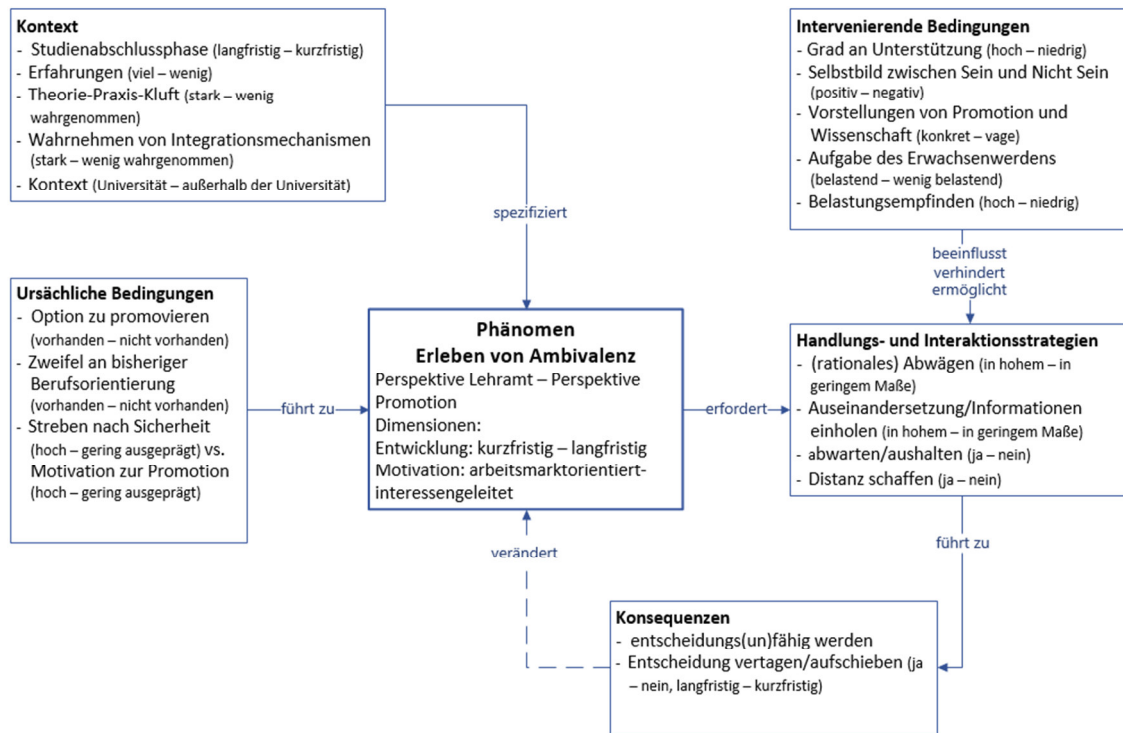 Kontext
- Studienabschlussphase (langfristig – kurzfristig)
- Erfahrungen (viel – wenig)
- Theorie-Praxis-Kluft (stark – wenig
wahrgenommen)
- Wahrnehmen von Integrationsmechanismen
(stark – wenig wahrgenommen)
- Kontext (Universität – außerhalb der Universität)
Intervenierende Bedingungen
- Grad an Unterstützung (hoch – niedrig)
- Selbstbild zwischen Sein und Nicht Sein
(positiv – negativ)
- Vorstellungen von Promotion und
Wissenschaft (konkret – vage)
- Aufgabe des Erwachsenwerdens
(belastend – wenig belastend)
- Belastungsempfinden (hoch – niedrig)
spezifiziert
beeinflusst
verhindert
ermöglicht
Ursächliche Bedingungen
- Option zu promovieren
(vorhanden – nicht vorhanden)
- Zweifel an bisheriger
Berufsorientierung
(vorhanden – nicht vorhanden)
- Streben nach Sicherheit
(hoch – gering ausgeprägt) vs.
Motivation zur Promotion
(hoch – gering ausgeprägt)
führt zu
Phänomen
Erleben von Ambivalenz
Perspektive Lehramt – Perspektive
Promotion
Dimensionen:
Entwicklung: kurzfristig – langfristig
Motivation: arbeitsmarktorientiert-
interessengeleitet
erfordert
Handlungs- und Interaktionsstrategien
- (rationales) Abwägen (in hohem – in
geringem Maße)
- Auseinandersetzung/Informationen
einholen (in hohem – in geringem Maße)
- abwarten/aushalten (ja – nein)
- Distanz schaffen (ja – nein)
verändert
führt zu
Konsequenzen
- entscheidungs(un)fähig werden
- Entscheidung vertagen/aufschieben (ja
– nein, langfristig – kurzfristig)